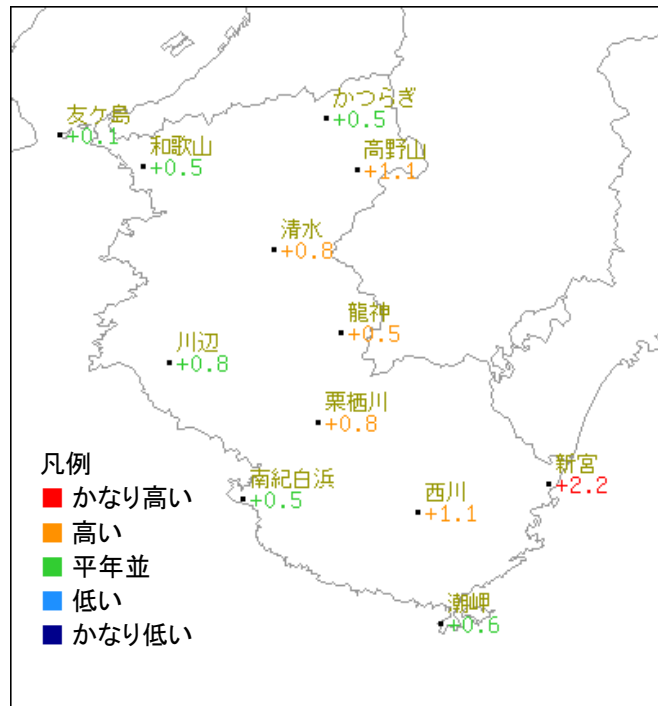 かつらぎ
+0.5
友ケ島
+0.1
和歌山
+0.5
高野山
+1.1
清水
+0.8
龍神
+0.5
川辺
+0.8
栗栖川
+0.8
新宮
+2.2
南紀白浜
+0.5
西川
+1.1
潮岬
+0.6
凡例
かなり高い
高い
平年並
低い
かなり低い